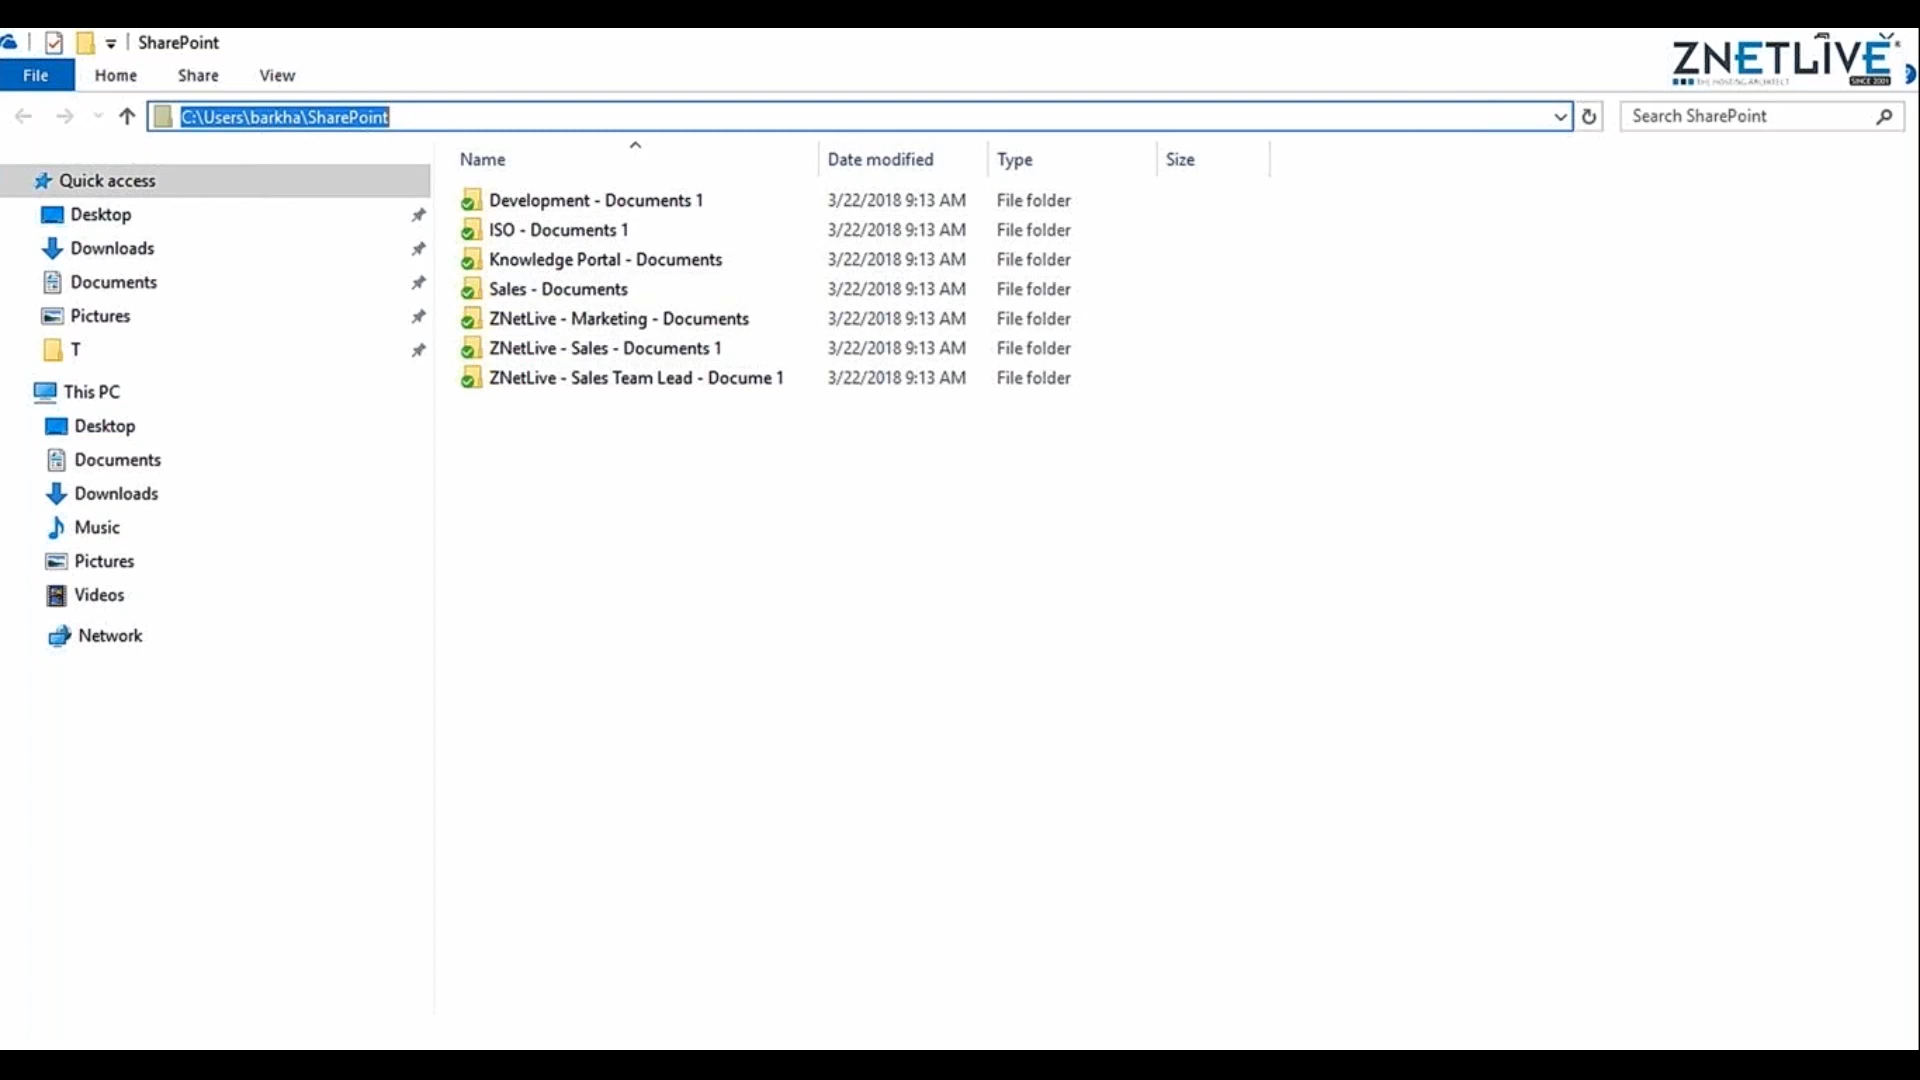 SharePoint
ZNETLIVE
SINCE 2001
File Home Share View
C:\Users\barkha\SharePoint
Search SharePoint
Name Date modified Type Size
Quick access
Desktop
Downloads
Documents
Pictures
T
This PC
Desktop
Documents
Downloads
Music
Pictures
Videos
Network
Development - Documents 1 3/22/2018 9:13 AM File folder
ISO - Documents 1 3/22/2018 9:13 AM File folder
Knowledge Portal - Documents 3/22/2018 9:13 AM File folder
Sales - Documents 3/22/2018 9:13 AM File folder
ZNetLive - Marketing - Documents 3/22/2018 9:13 AM File folder
ZNetLive - Sales - Documents 1 3/22/2018 9:13 AM File folder
ZNetLive - Sales Team Lead - Docume 1 3/22/2018 9:13 AM File folder